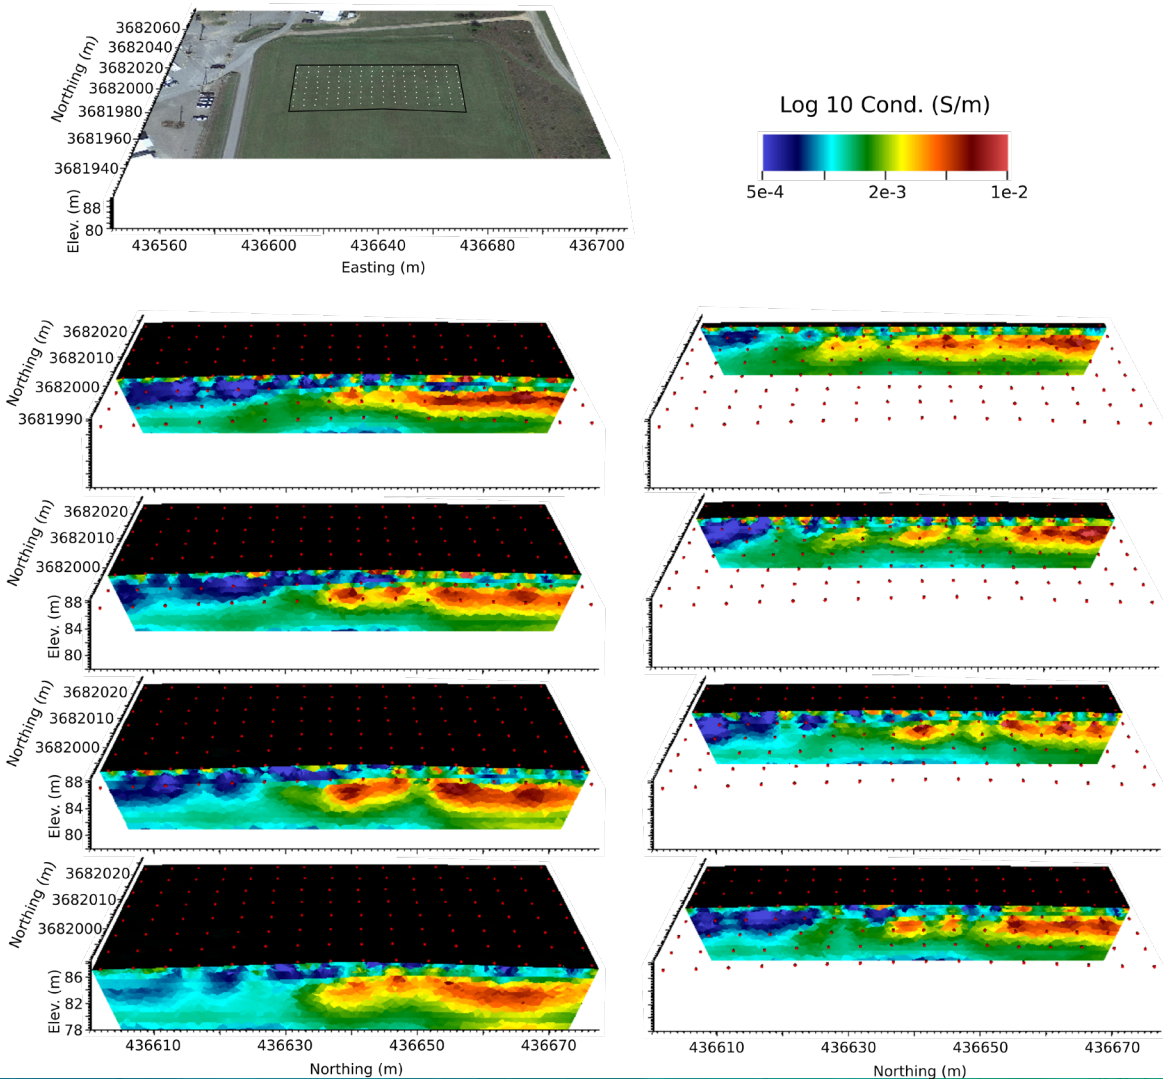 3682060
3682040
3682020
3682000
3681980
3681960
3681940
Northing (m)
88
80
Elev. (m)
436560 436600 436640 436680 436700
Easting (m)
Log 10 Cond. (S/m)
5e-4 2e-3 1e-2
3682020
3682010
3682000
3681990
Northing (m)
3682020
3682010
3682000
Northing (m)
88
84
80
Elev. (m)
3682020
3682010
3682000
Northing (m)
88
84
80
Elev. (m)
3682020
3682010
3682000
Northing (m)
86
82
78
Elev. (m)
436610 436630 436650 436670
Northing (m)
436610 436630 436650 436670
Northing (m)